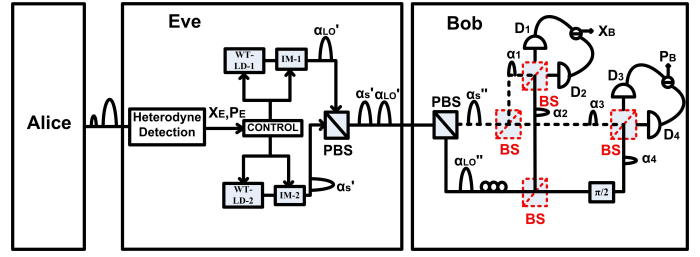 Alice
Eve
Heterodyne
Detection
XE,PE
WT-
LD-1
IM-1
αLO'
CONTROL
WT-
LD-2
IM-2
αs'
PBS
αs' αLO'
Bob
PBS
αs''
αLO''
α1
D1
XB
D2
BS
α2
BS
α3
D3
PB
D4
BS
α4
BS
π/2